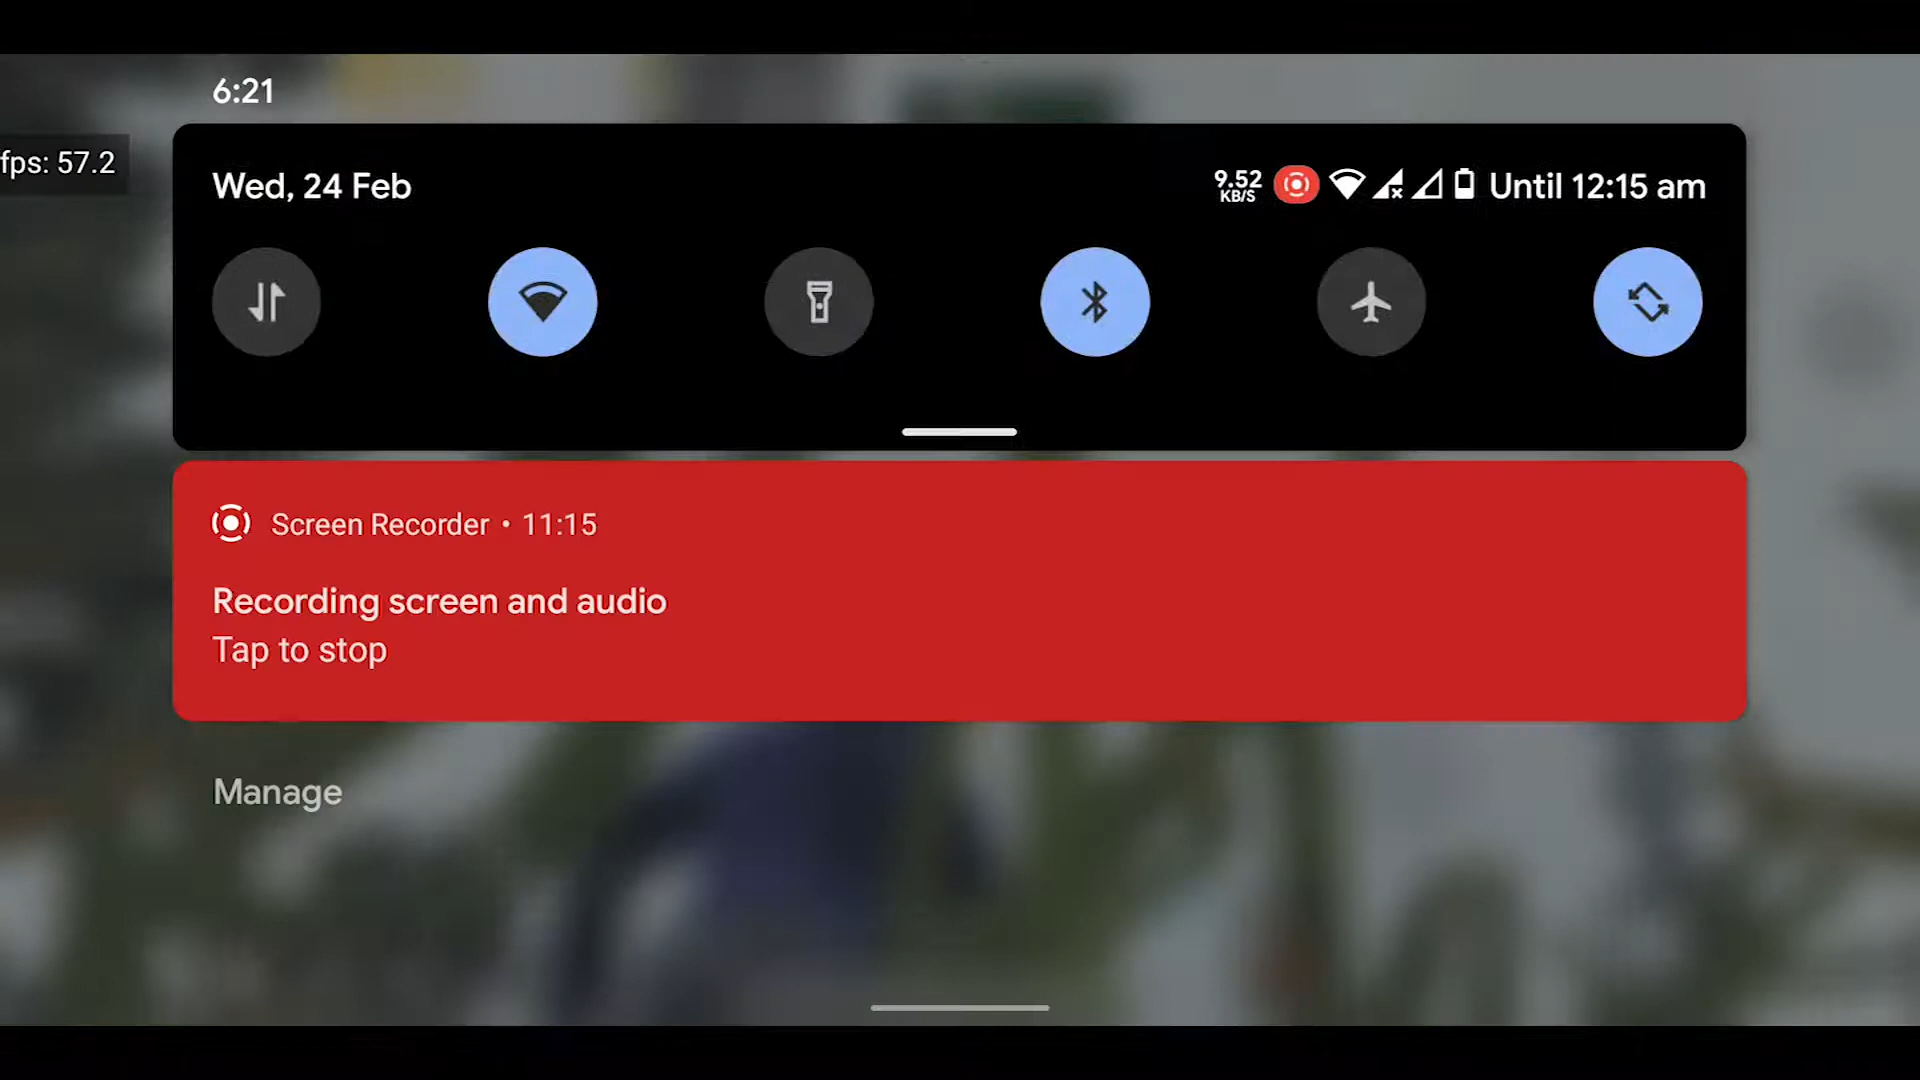 6:21
fps: 57.2
Wed, 24 Feb
9.52
KB/S
Until 12:15 am
Screen Recorder • 11:15
Recording screen and audio
Tap to stop
Manage